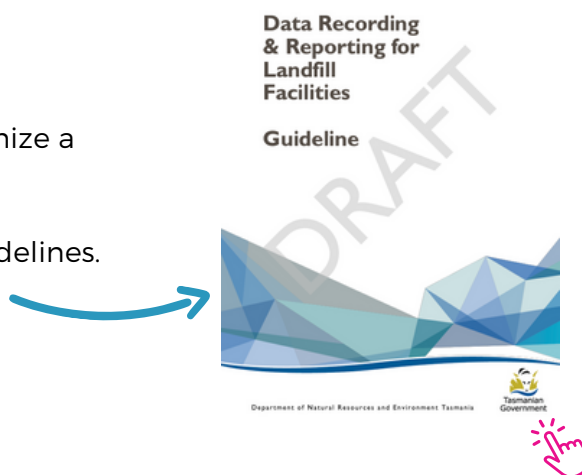 Data Recording
& Reporting for
Landfill
Facilities
Guideline
DRAFT
nize a
delines.
Department of Natural Resources and Environment Tasmania
Tasmanian
Government